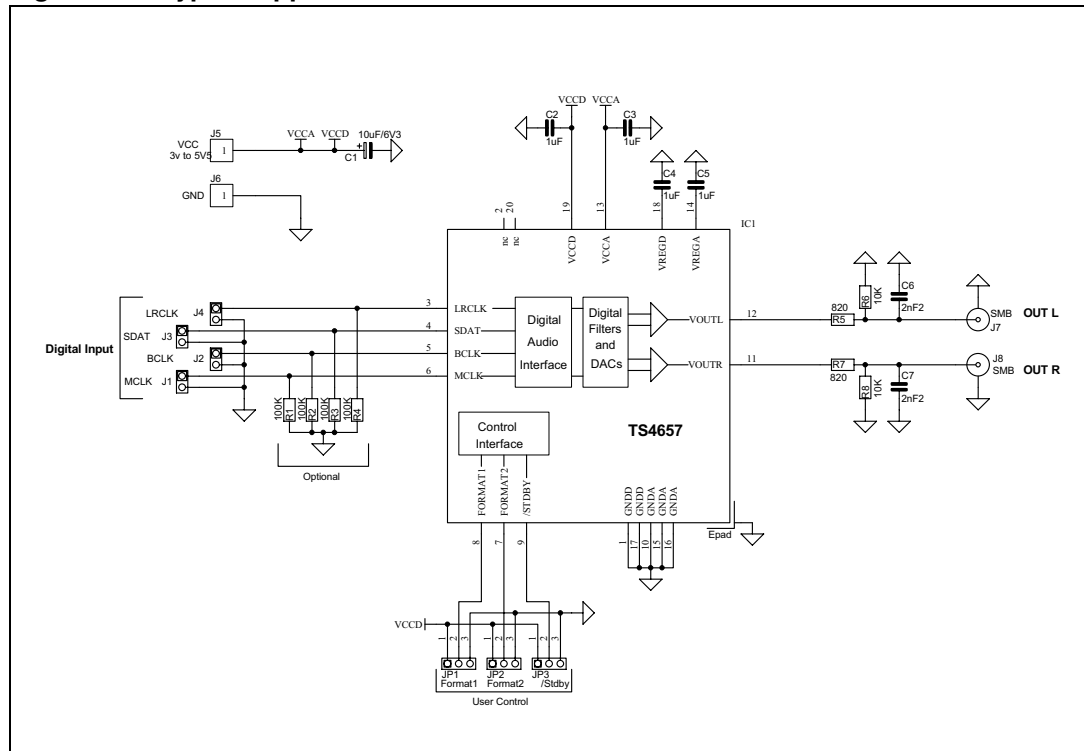 C2
1uF
VCCD
VCCA
C3
1uF
J5
VCC
3v to 5V5
1
VCCA
VCCD
10uF/6V3
+
C1
J6
GND
1
C4
1uF
C5
1uF
2
20
19
13
18
14
IC1
nc
nc
VCCD
VCCA
VREGD
VREGA
Digital Input
LRCLK
J4
SDAT
J3
BCLK
J2
MCLK
J1
3
LRCLK
4
SDAT
5
BCLK
6
MCLK
Digital
Audio
Interface
Digital
Filters
and
DACs
VOUTL
12
VOUTR
11
820
R5
R6
10K
C6
2nF2
SMB
J7
OUT L
R7
820
R8
10K
C7
2nF2
J8
SMB
OUT R
100K
R1
100K
R2
100K
R3
100K
R4
Optional
Control
Interface
TS4657
FORMAT1
FORMAT2
/STDBY
8
7
9
GNDD
GNDD
GNDA
GNDA
GNDA
1
17
10
15
16
Epad
VCCD
1
2
3
1
2
3
1
2
3
JP1
Format1
JP2
Format2
JP3
/Stdby
User Control